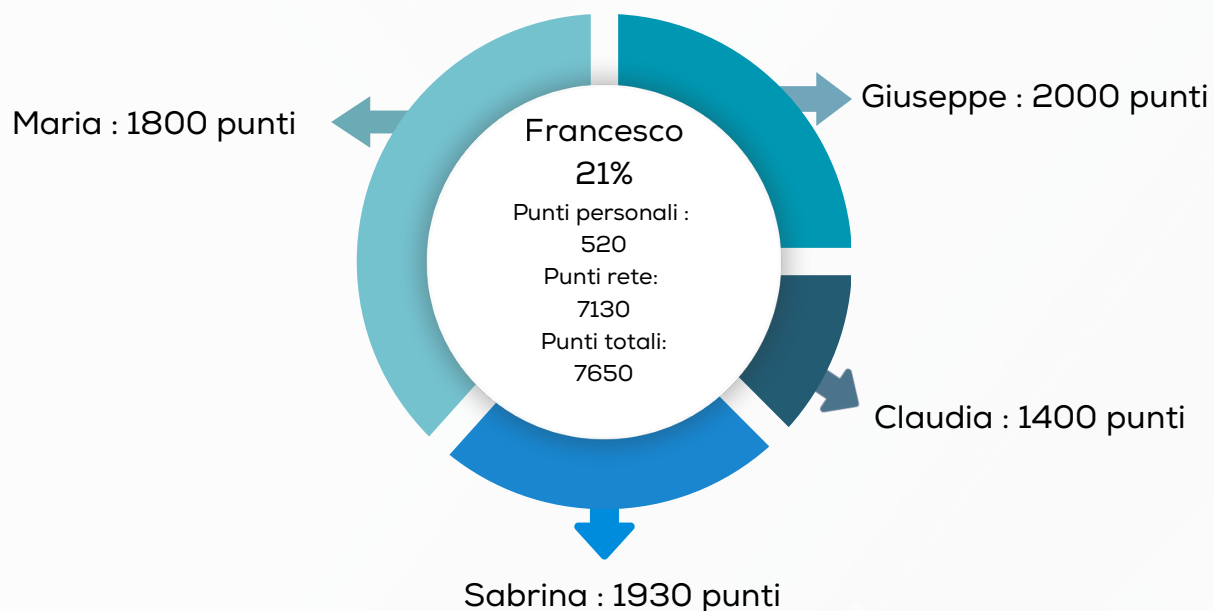 Maria : 1800 punti
Giuseppe : 2000 punti
Francesco
21%
Punti personali :
520
Punti rete:
7130
Punti totali:
7650
Claudia : 1400 punti
Sabrina : 1930 punti